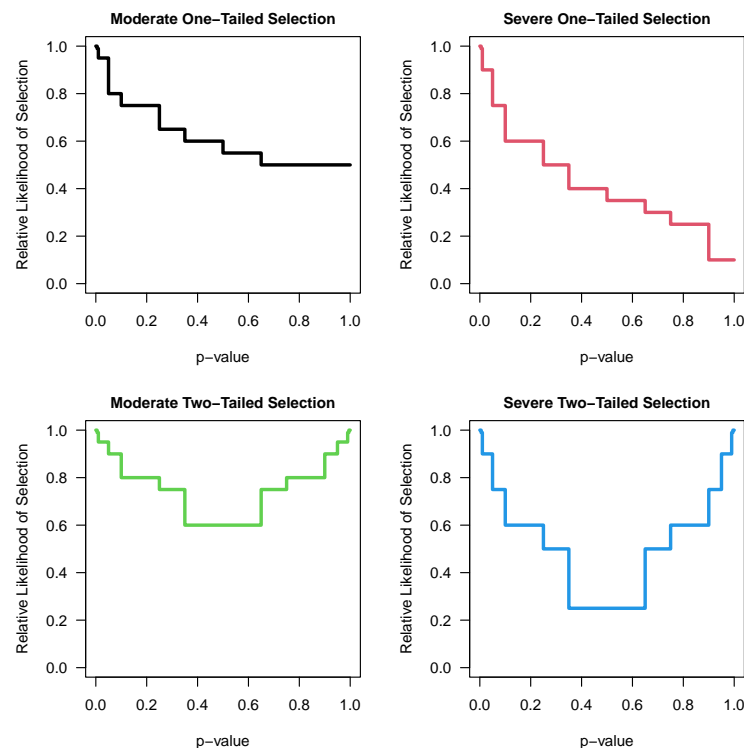 Moderate One−Tailed Selection
Relative Likelihood of Selection
1.0
0.8
0.6
0.4
0.2
0.0
0.0 0.2 0.4 0.6 0.8 1.0
p−value
Severe One−Tailed Selection
Relative Likelihood of Selection
1.0
0.8
0.6
0.4
0.2
0.0
0.0 0.2 0.4 0.6 0.8 1.0
p−value
Moderate Two−Tailed Selection
Relative Likelihood of Selection
1.0
0.8
0.6
0.4
0.2
0.0
0.0 0.2 0.4 0.6 0.8 1.0
p−value
Severe Two−Tailed Selection
Relative Likelihood of Selection
1.0
0.8
0.6
0.4
0.2
0.0
0.0 0.2 0.4 0.6 0.8 1.0
p−value